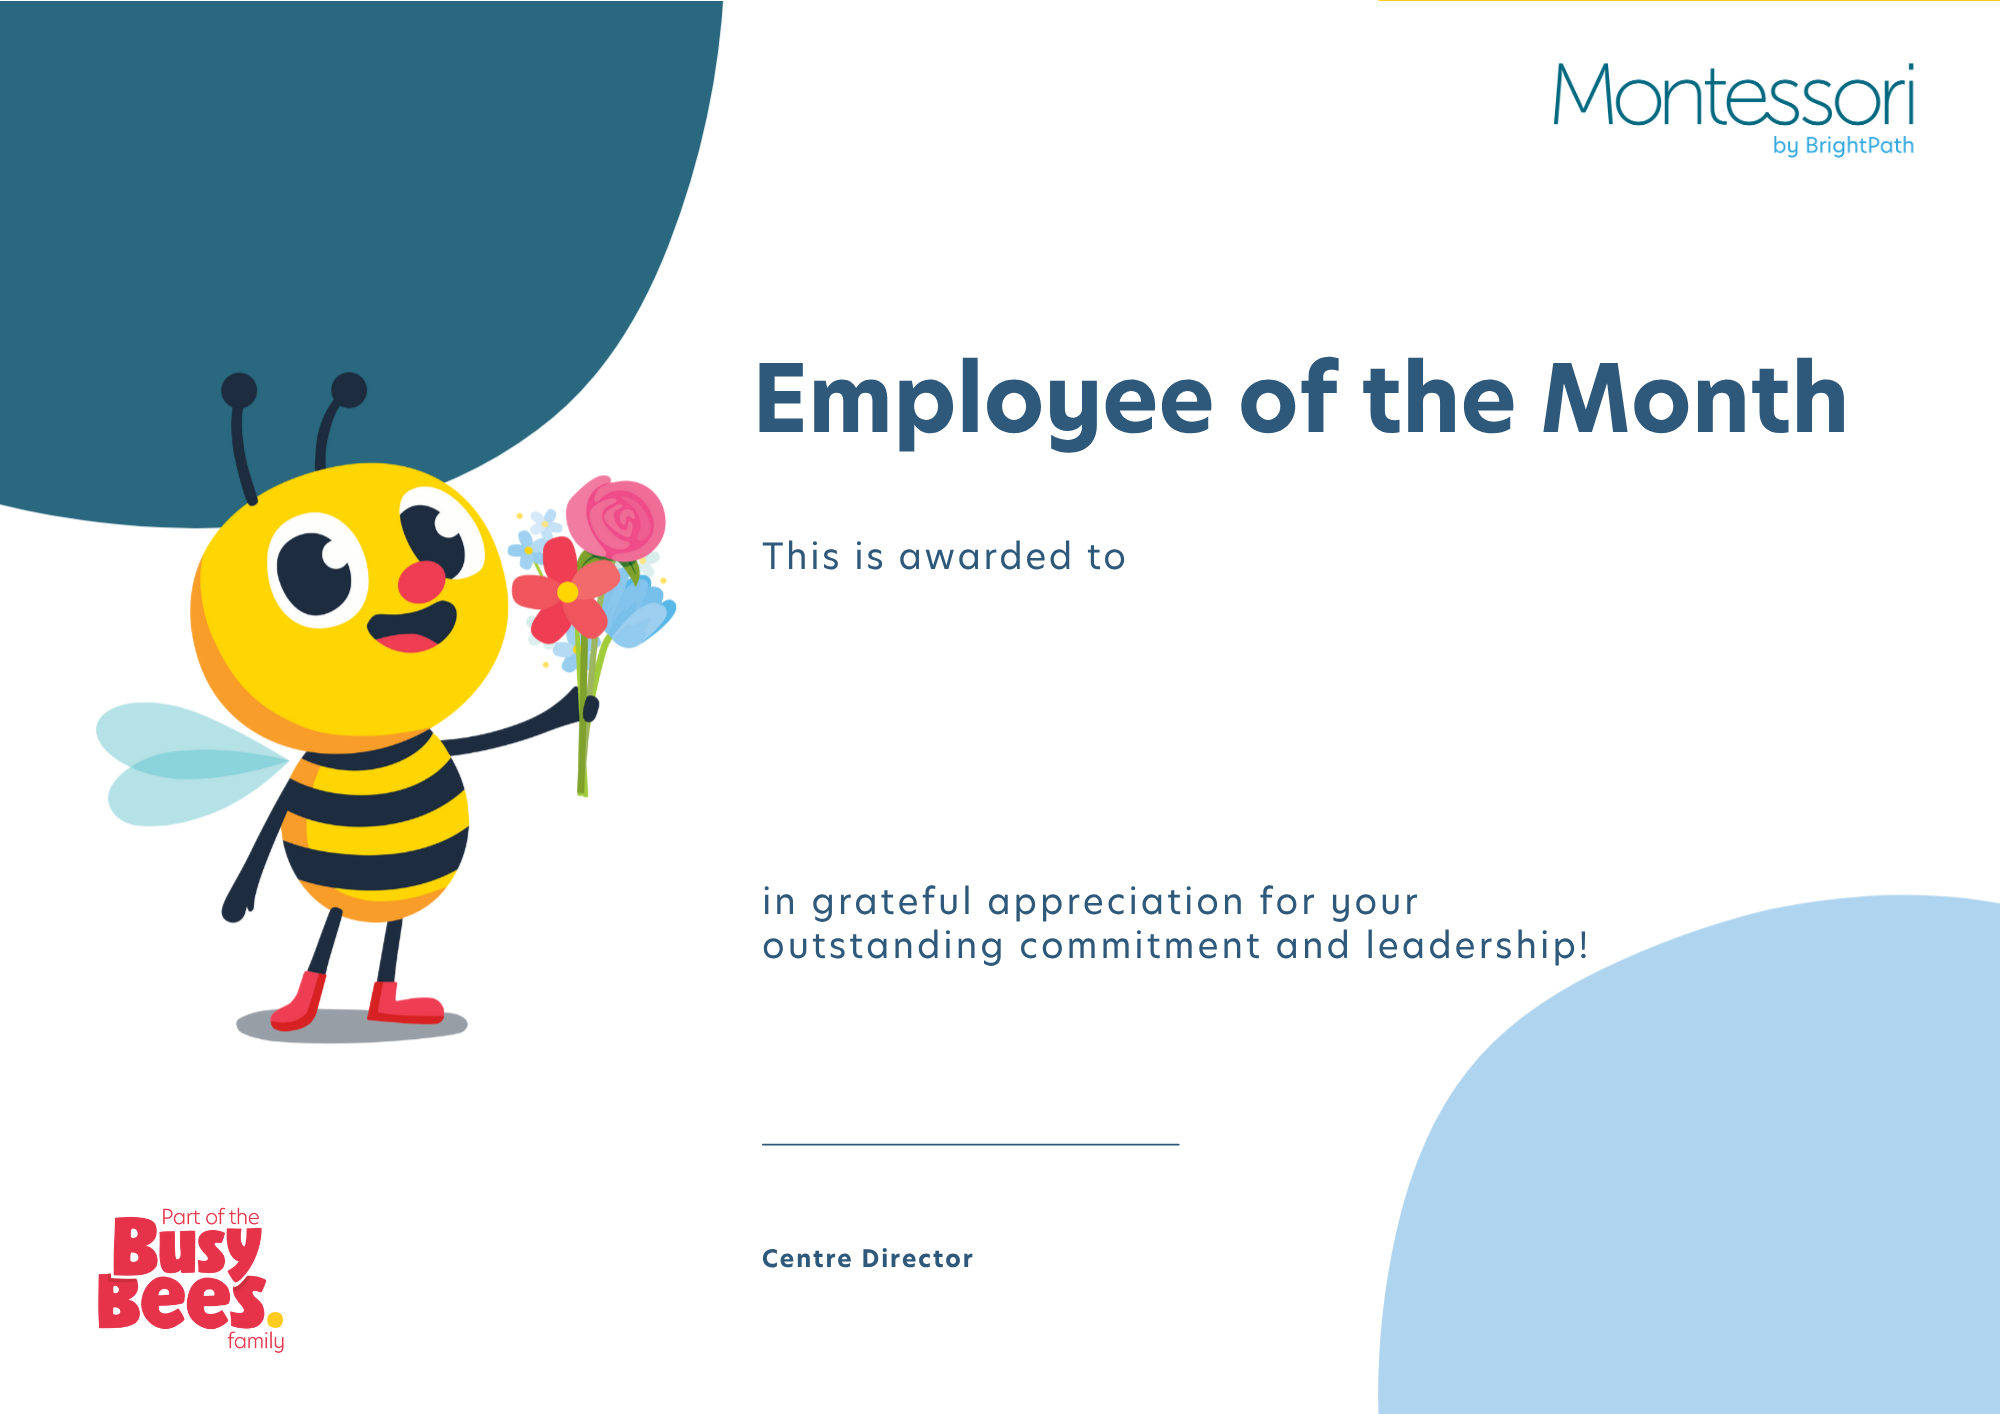 Montessori
by BrightPath
Employee of the Month
This is awarded to
in grateful appreciation for your
outstanding commitment and leadership!
Centre Director
Part of the
Busy
Bees.
family